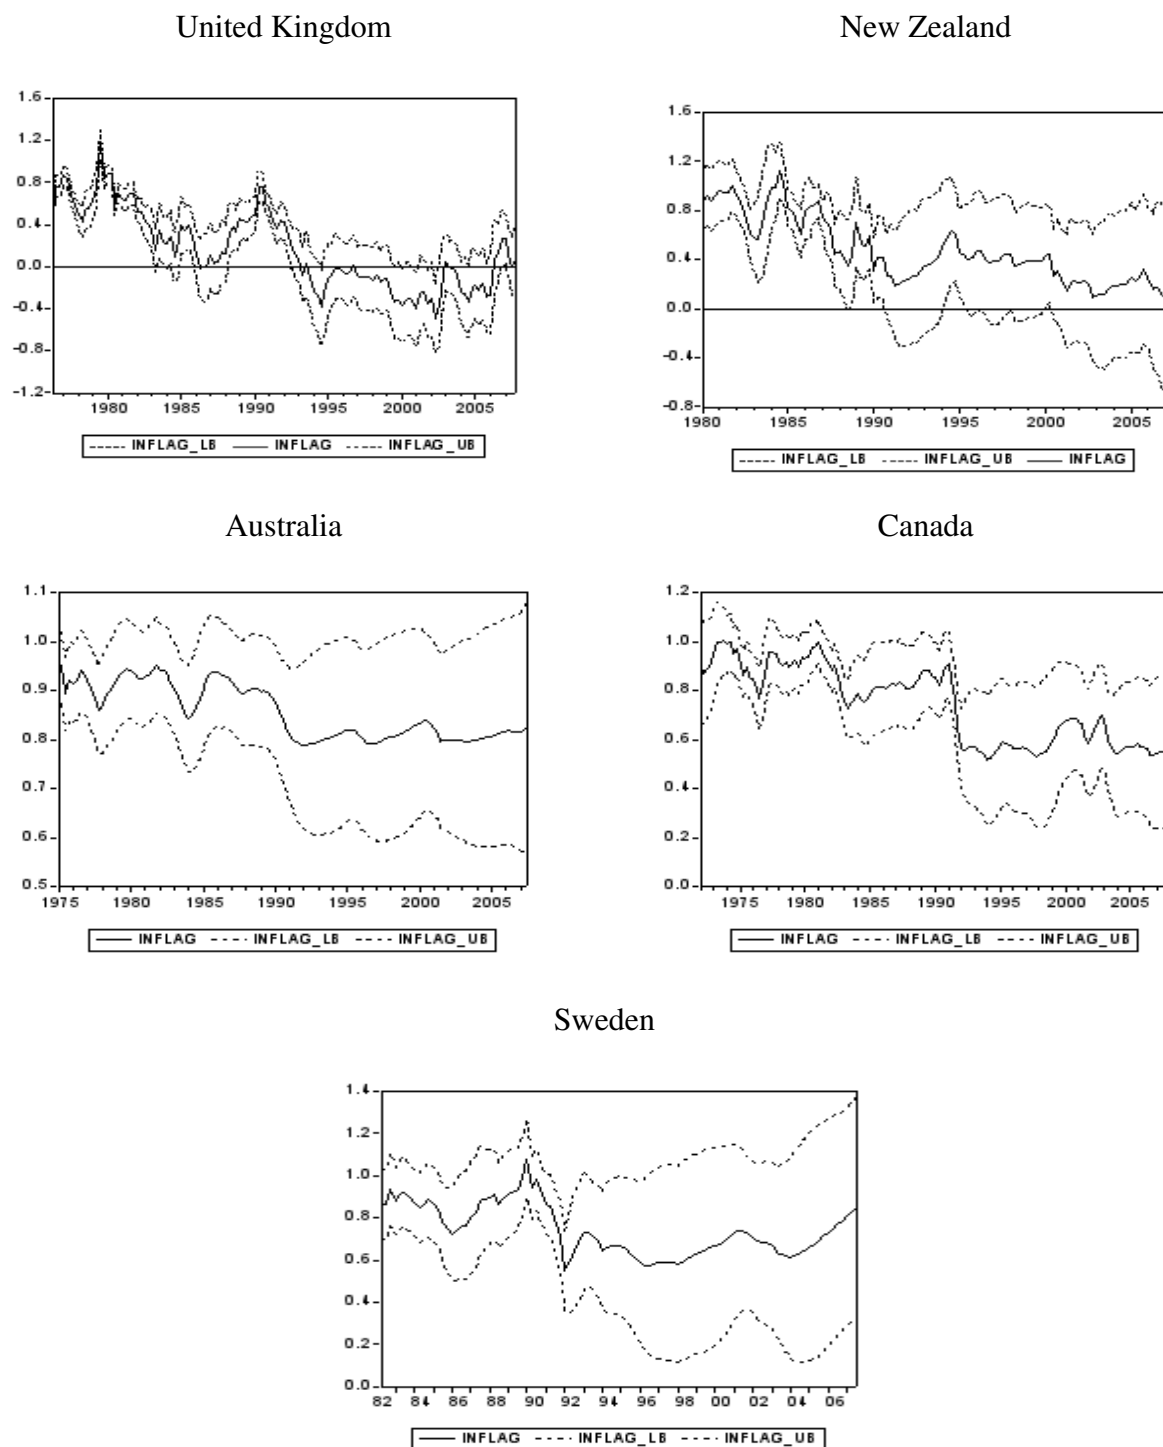 United Kingdom
New Zealand
1.6
1.2
0.8
0.4
0.0
-0.4
-0.8
-1.2
1980 1985 1990 1995 2000 2005
INFLAG_LB INFLAG INFLAG_UB
1.6
1.2
0.8
0.4
0.0
-0.4
-0.8
1980 1985 1990 1995 2000 2005
INFLAG_LB INFLAG_UB INFLAG
Australia
Canada
1.1
1.0
0.9
0.8
0.7
0.6
0.5
1975 1980 1985 1990 1995 2000 2005
INFLAG INFLAG_LB INFLAG_UB
1.2
1.0
0.8
0.6
0.4
0.2
0.0
1975 1980 1985 1990 1995 2000 2005
INFLAG INFLAG_LB INFLAG_UB
Sweden
1.4
1.2
1.0
0.8
0.6
0.4
0.2
0.0
82 84 86 88 90 92 94 96 98 00 02 04 06
INFLAG INFLAG_LB INFLAG_UB